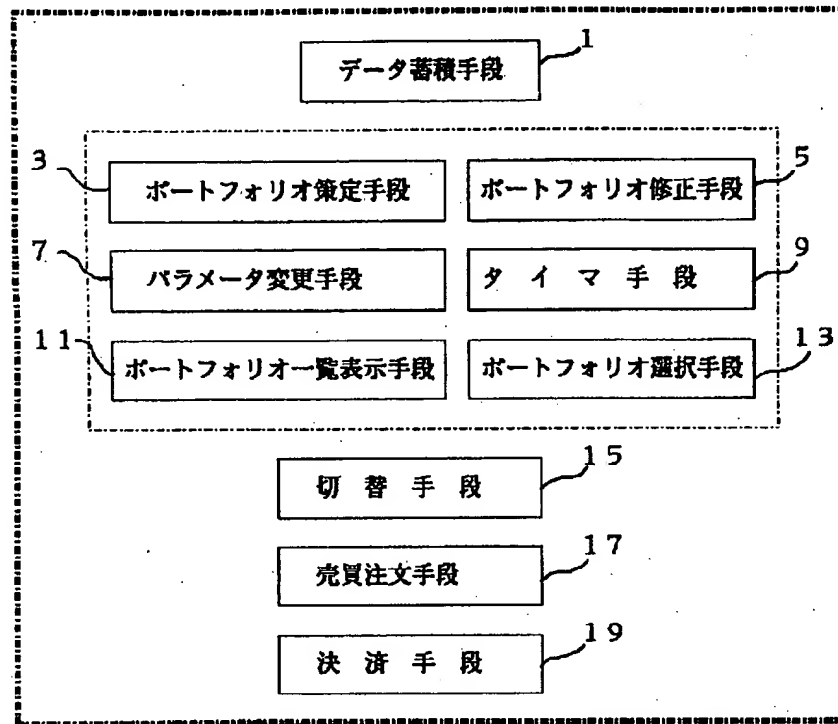 1
データ蓄積手段
3
ポートフォリオ策定手段
ポートフォリオ修正手段
5
7
パラメータ変更手段
タイマ手段
9
11
ポートフォリオ一覧表示手段
ポートフォリオ選択手段
13
切替手段
15
売買注文手段
17
決済手段
19